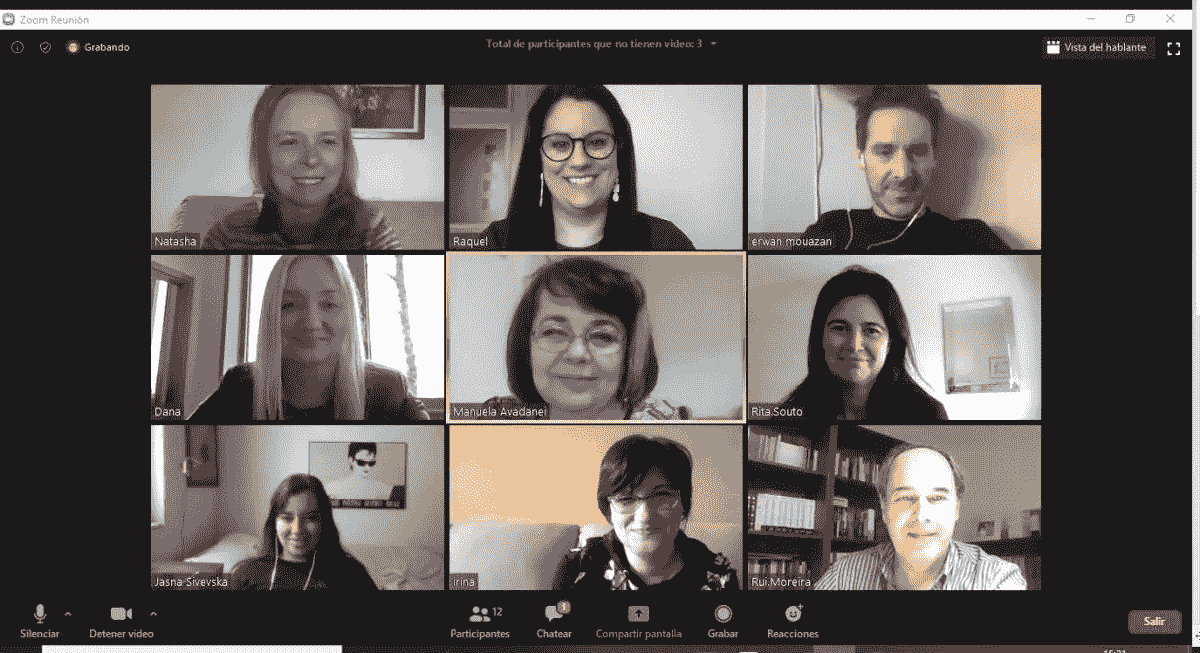 Zoom Reunión
Grabando
Total de participantes que no tienen video: 3
Vista del hablante
Natasha
Raquel
erwan mouazan
Dana
Manuela Avadanei
Rita.Souto
Jasna Sivevska
irina
Rui.Moreira
Silenciar
Detener video
Participantes
12
Chatear
1
Compartir pantalla
Grabar
Reacciones
Salir